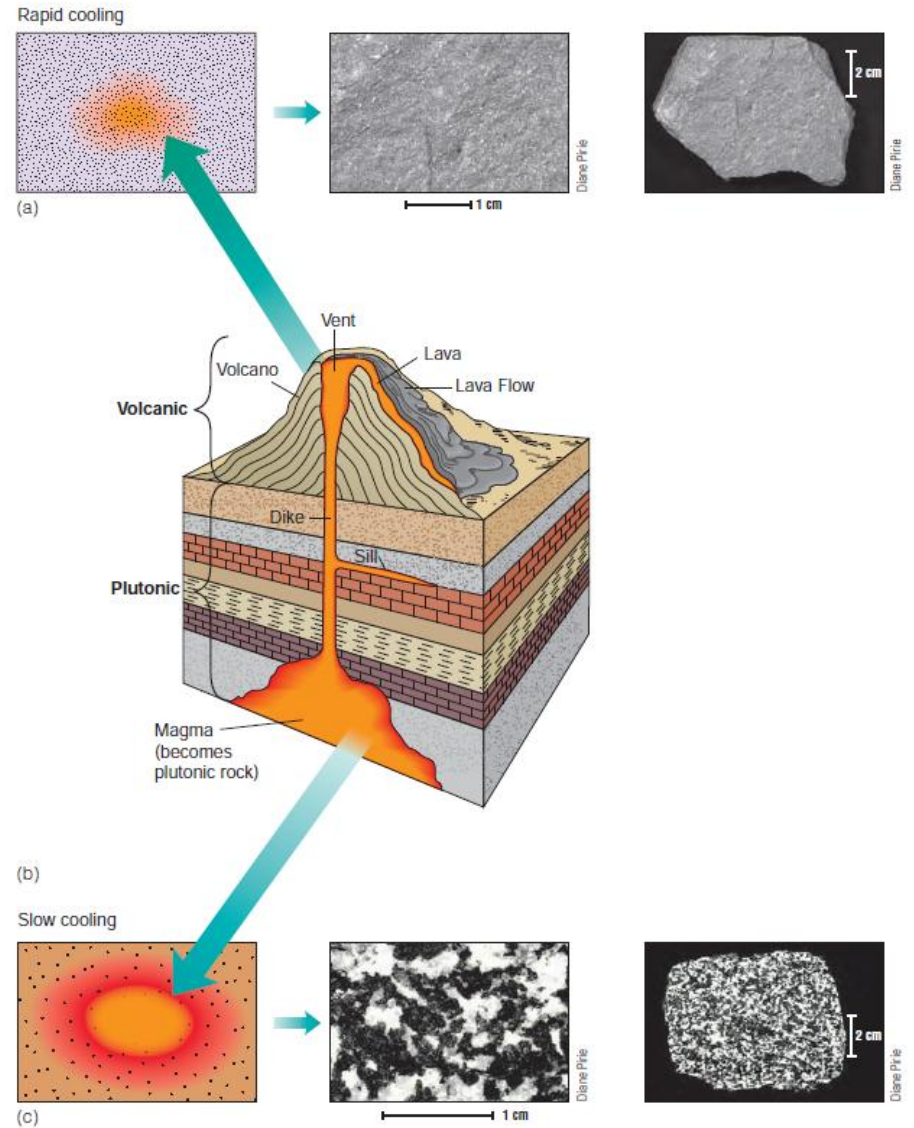 Rapid cooling
2 cm
Diane Pirie
Diane Pirie
(a)
1 cm
Vent
Lava
Volcano
Lava Flow
Volcanic
Dike
Sill
Plutonic
Magma
(becomes
plutonic rock)
(b)
Slow cooling
2 cm
Diane Pirie
Diane Pirie
(c)
1 cm